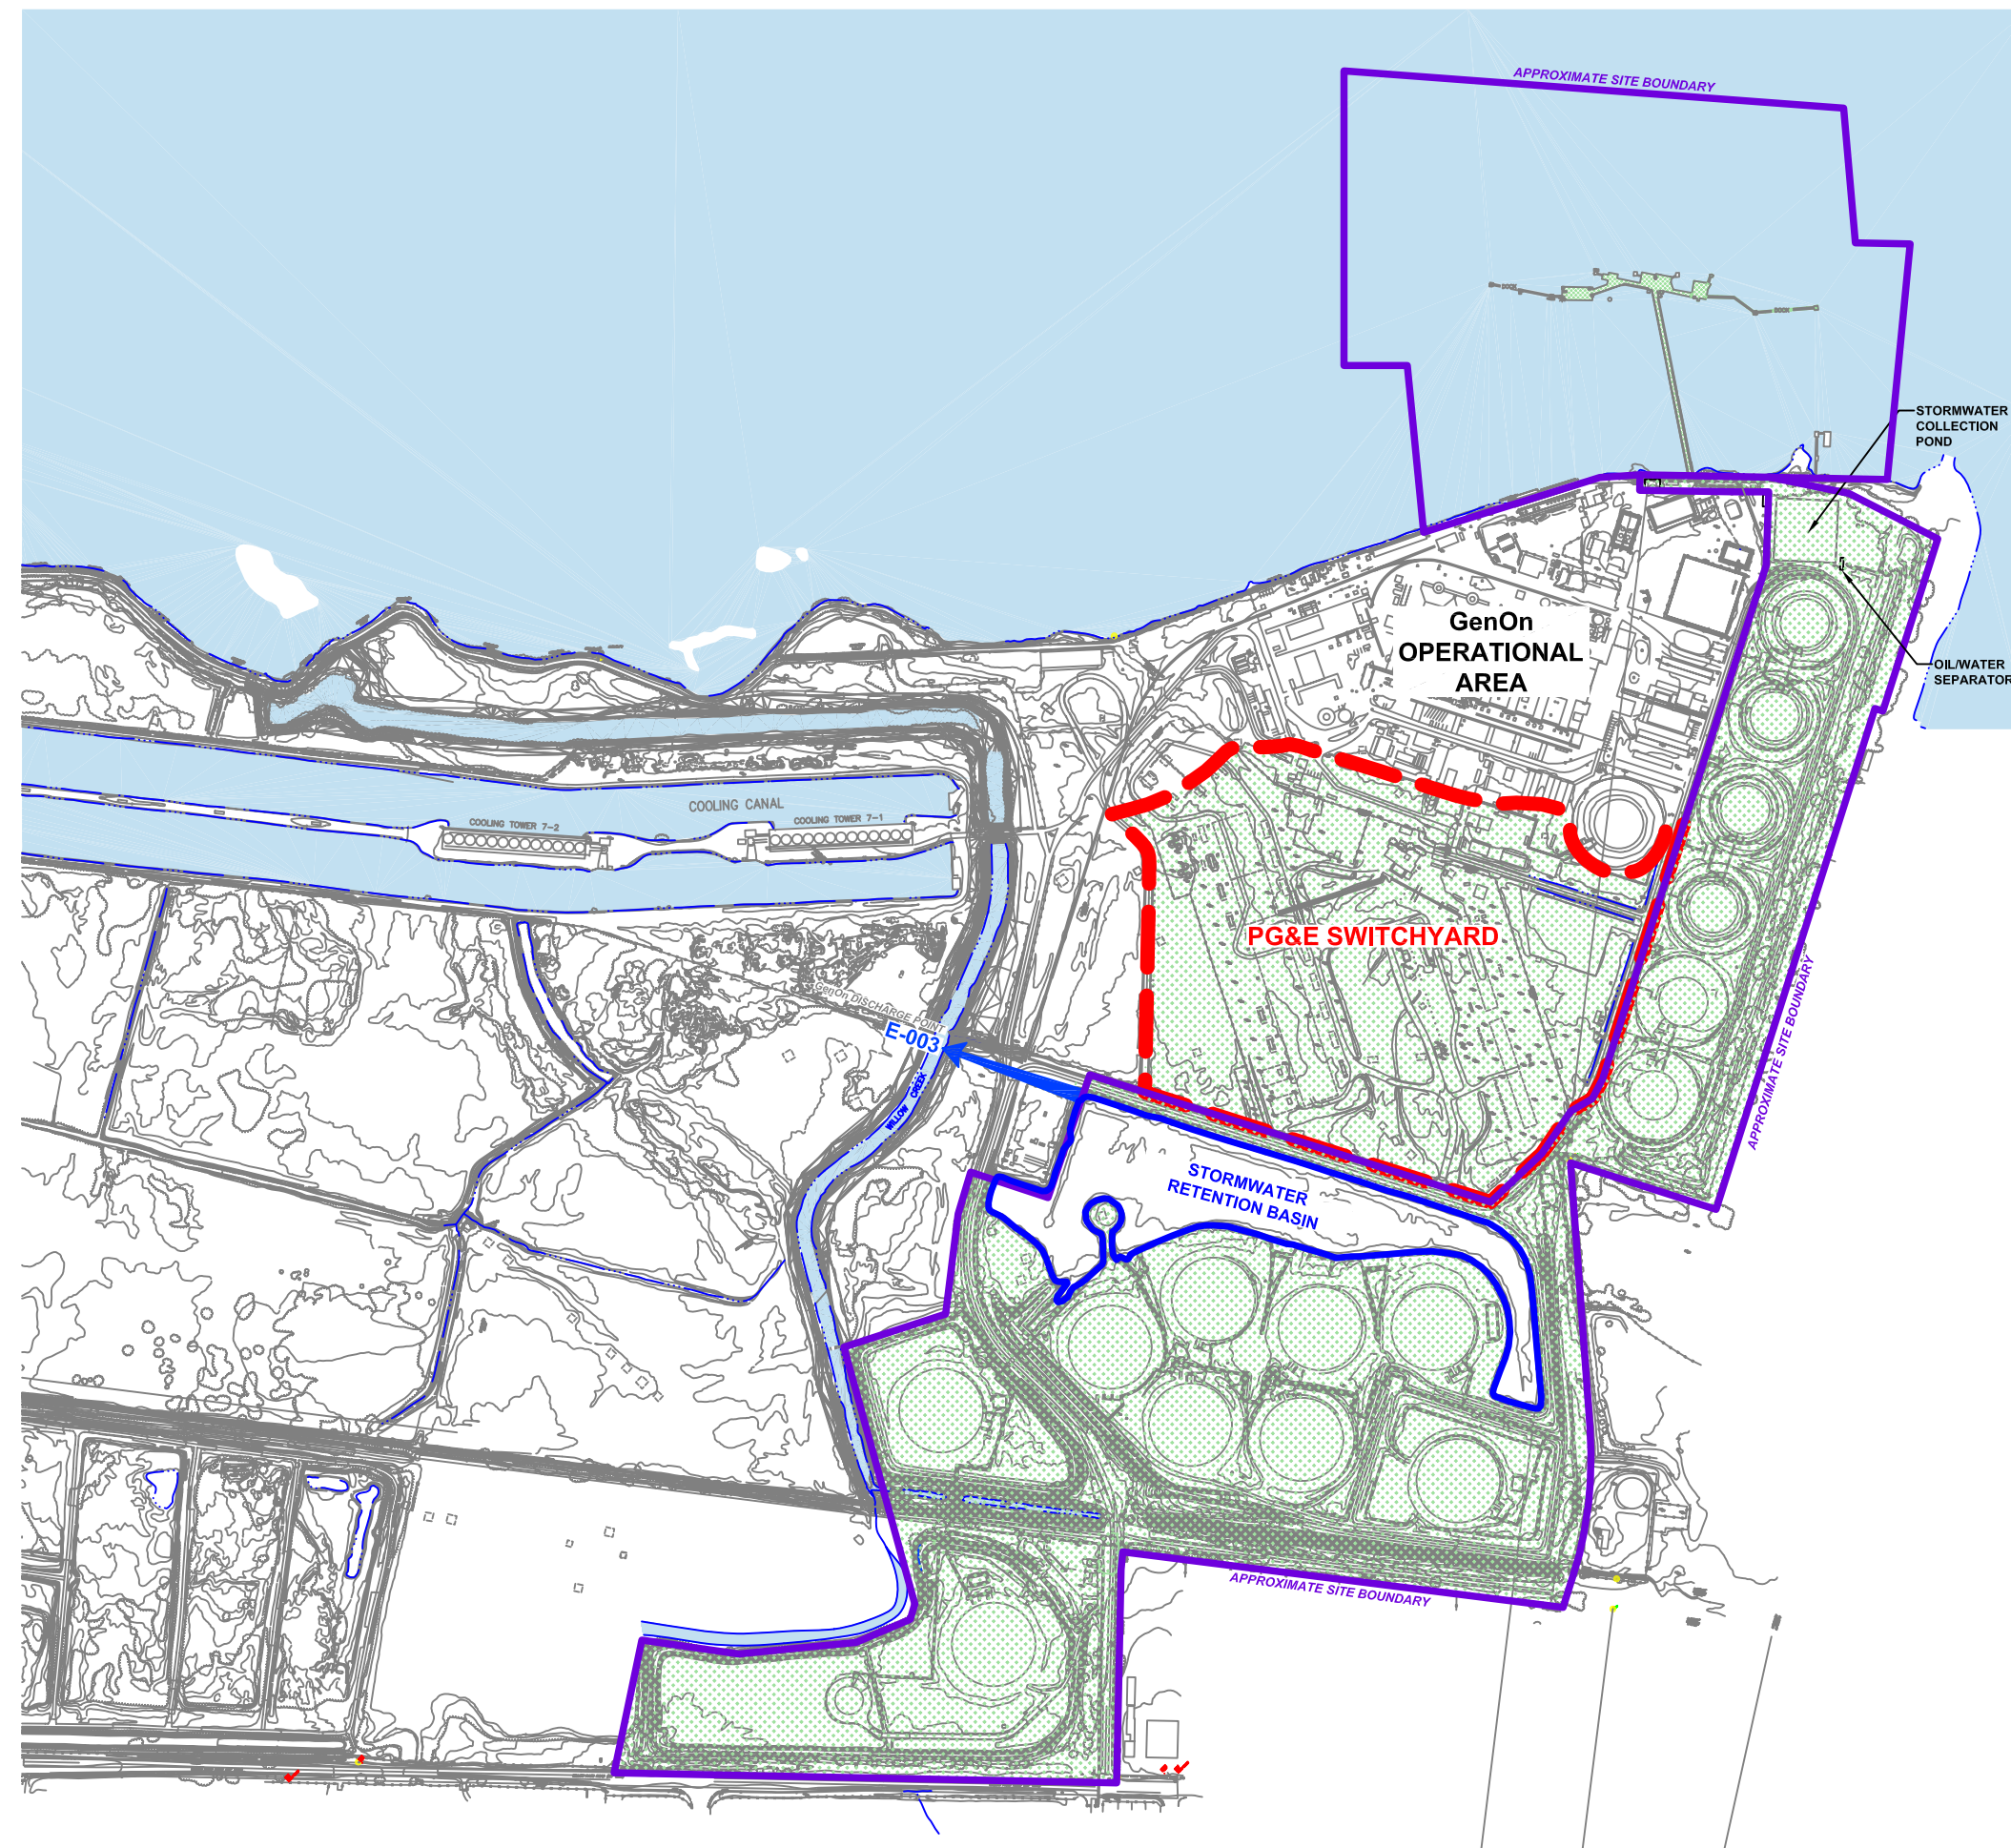 APPROXIMATE SITE BOUNDARY
DOCK
DOCK
STORMWATER
COLLECTION
POND
GenOn
OPERATIONAL
AREA
OIL/WATER
SEPARATOR
COOLING CANAL
COOLING TOWER 7-2
COOLING TOWER 7-1
PG&E SWITCHYARD
GenOn DISCHARGE POINT
E-003
WILLOW CREEK
APPROXIMATE SITE BOUNDARY
STORMWATER
RETENTION BASIN
APPROXIMATE SITE BOUNDARY